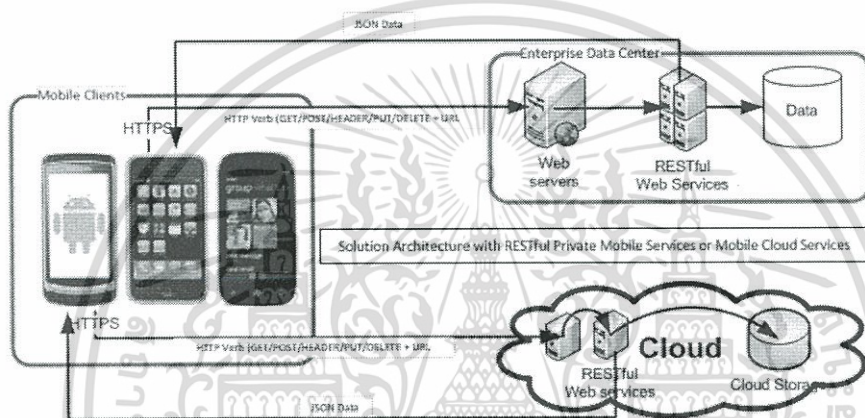 JSON Data
Enterprise Data Center
Mobile Clients
HTTPS
HTTP Verb (GET/POST/HEADER/PUT/DELETE + URL
Data
Web
servers
RESTful
Web Services
group
Solution Architecture with RESTful Private Mobile Services or Mobile Cloud Services
HTTPS
HTTP Verb (GET/POST/HEADER/PUT/DELETE + URL
Cloud
RESTful
Web services
Cloud Storage
JSON Data